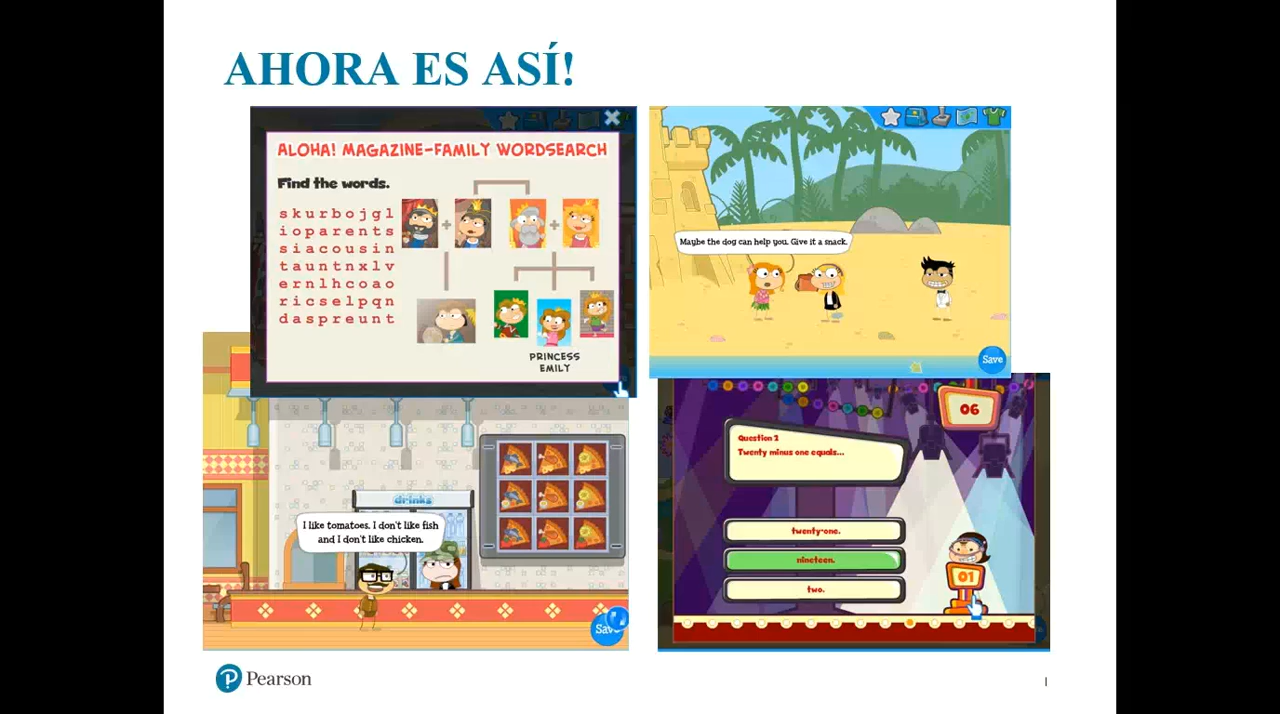 AHORA ES ASÍ!
ALOHA! MAGAZINE-FAMILY WORDSEARCH
Find the words.
skurbojgl
ioparents
siacousin
tauntnxlv
ernlhcoao
ricselpqn
daspreunt
PRINCESS
EMILY
Maybe the dog can help you. Give it a snack.
Save
drinks
I like tomatoes. I don't like fish
and I don't like chicken.
Save
06
Question 2
Twenty minus one equals...
twenty-one.
nineteen.
two.
01
Pearson
1